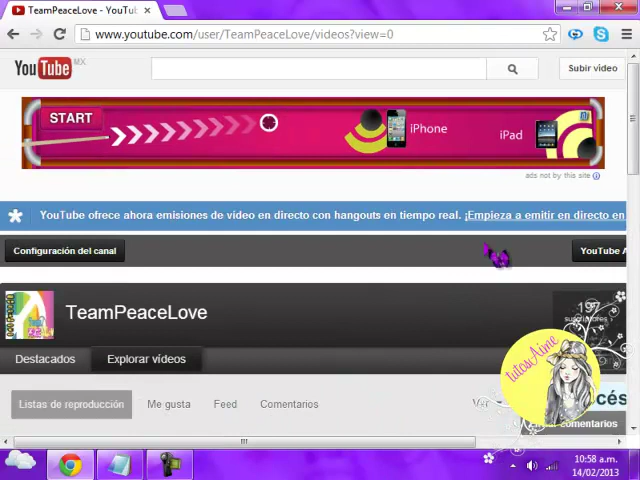 TeamPeaceLove - YouTub
www.youtube.com/user/TeamPeaceLove/videos?view=0
YouTube MX
Subir video
START
iPhone
iPad
ads not by this site
YouTube ofrece ahora emisiones de video en directo con hangouts en tiempo real. ¡Empieza a emitir en directo en
Configuración del canal
YouTube A
TeamPeaceLove
197
suscriptores
Destacados
Explorar vídeos
tutosAime
Listas de reproducción
Me gusta
Feed
Comentarios
Ver
cés
comentarios
10:58 a.m.
14/02/2013